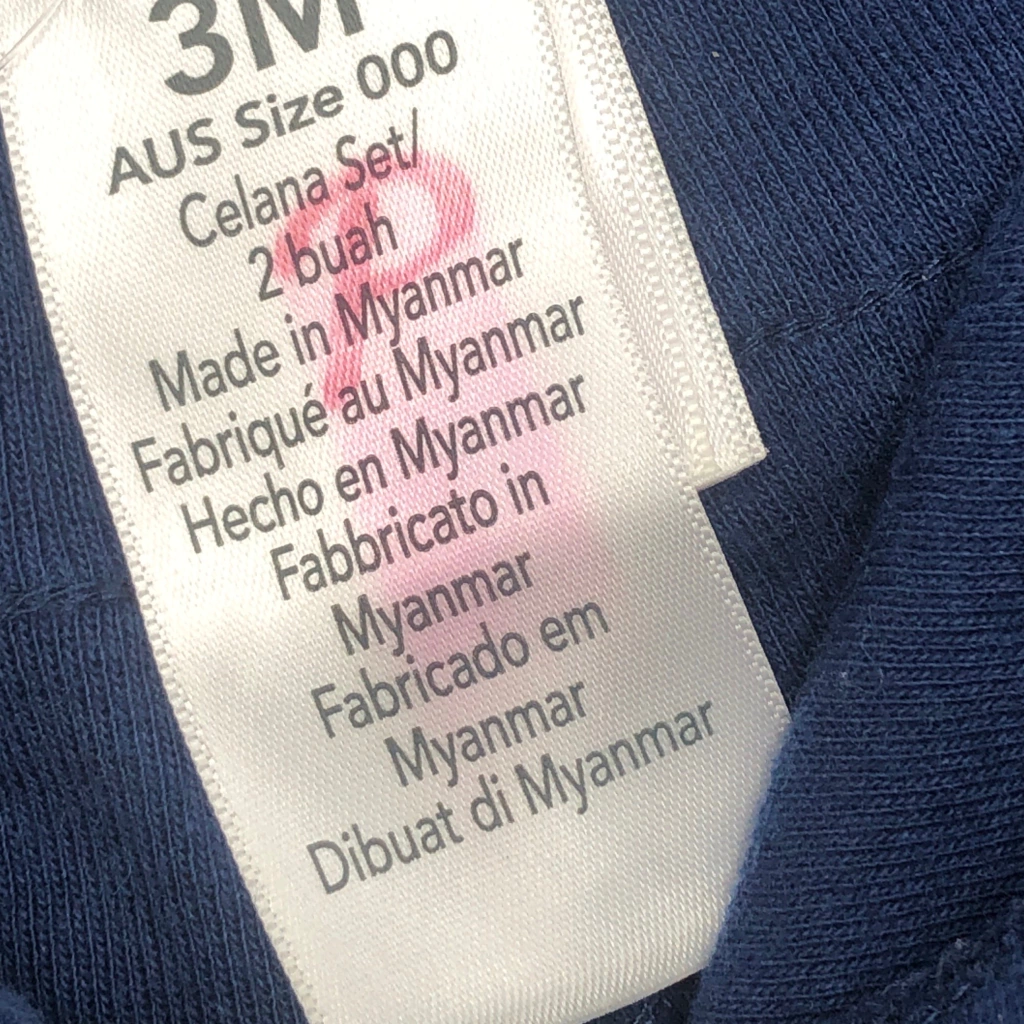 3M
AUS Size 000
Celana Set/
2 buah
Made in Myanmar
Fabriqué au Myanmar
Hecho en Myanmar
Fabbricato in
Myanmar
Fabricado em
Myanmar
Dibuat di Myanmar